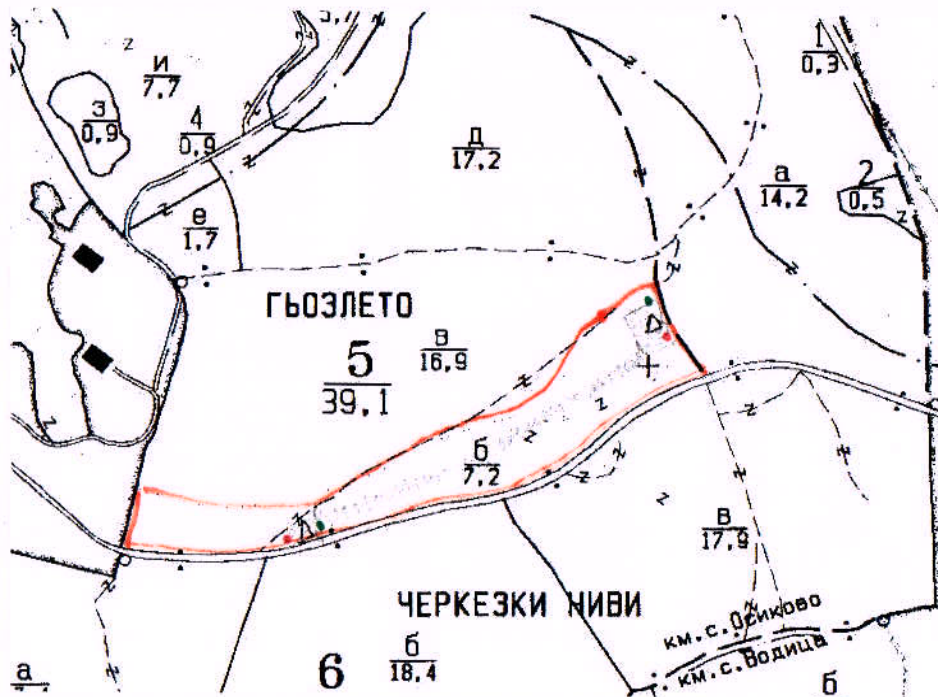 и
7,7
3
0,9
4
0,9
Д
17,2
1
0,3
а
14,2
2
0,5
е
1,7
ГЬОЗЛЕТО
5
39,1
в
16,9
б
7,2
в
17,9
ЧЕРКЕЗКИ НИВИ
км.с.Осиково
км.с.Водица
6
б
18,4
а
б